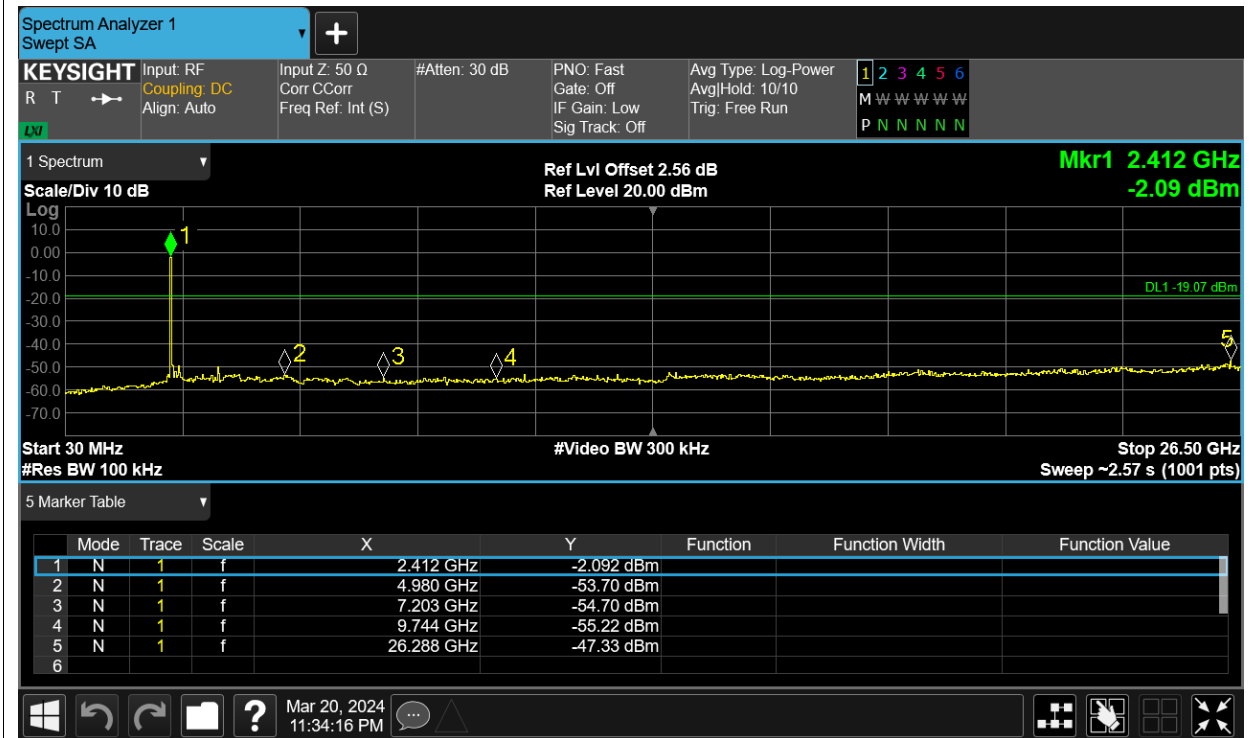 Spectrum Analyzer 1
Swept SA
KEYSIGHT
R T
LXI
Input: RF
Coupling: DC
Align: Auto
Input Z: 50 Ω
Corr CCorr
Freq Ref: Int (S)
#Atten: 30 dB
PNO: Fast
Gate: Off
IF Gain: Low
Sig Track: Off
Avg Type: Log-Power
Avg|Hold: 10/10
Trig: Free Run
1 2 3 4 5 6
M W W W W W
P N N N N N
1 Spectrum
Scale/Div 10 dB
Ref Lvl Offset 2.56 dB
Ref Level 20.00 dBm
Mkr1 2.412 GHz
-2.09 dBm
Log
10.0
0.00
-10.0
-20.0
-30.0
-40.0
-50.0
-60.0
-70.0
1
DL1 -19.07 dBm
2
3
4
5
Start 30 MHz
#Res BW 100 kHz
#Video BW 300 kHz
Stop 26.50 GHz
Sweep ~2.57 s (1001 pts)
5 Marker Table
Mode Trace Scale X Y Function Function Width Function Value
1 N 1 f 2.412 GHz -2.092 dBm
2 N 1 f 4.980 GHz -53.70 dBm
3 N 1 f 7.203 GHz -54.70 dBm
4 N 1 f 9.744 GHz -55.22 dBm
5 N 1 f 26.288 GHz -47.33 dBm
6
?
Mar 20, 2024
11:34:16 PM